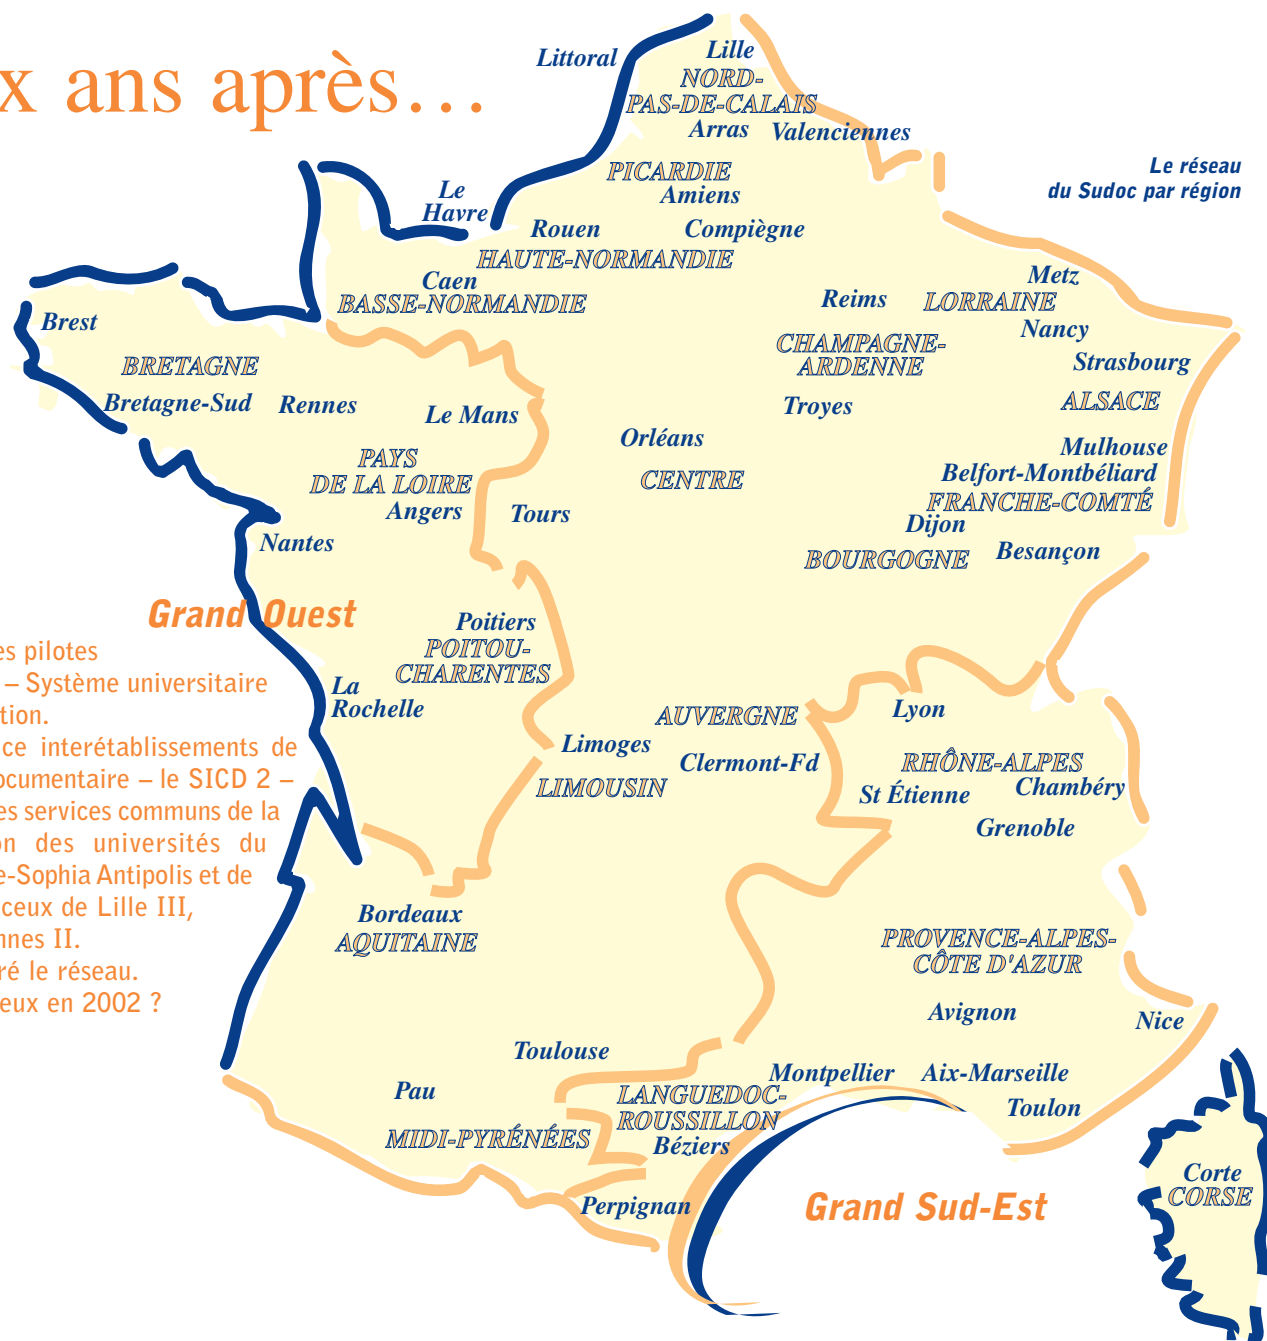 x ans après…
Le réseau
du Sudoc par région
Littoral
Lille
NORD-
PAS-DE-CALAIS
Arras
Valenciennes
PICARDIE
Amiens
Le
Havre
Rouen
Compiègne
HAUTE-NORMANDIE
Caen
BASSE-NORMANDIE
Metz
Reims
LORRAINE
Nancy
Brest
CHAMPAGNE-
ARDENNE
Strasbourg
BRETAGNE
Bretagne-Sud
Rennes
Le Mans
Troyes
ALSACE
Orléans
Mulhouse
PAYS
DE LA LOIRE
CENTRE
Belfort-Montbéliard
FRANCHE-COMTÉ
Angers
Tours
Dijon
Nantes
BOURGOGNE
Besançon
Grand Ouest
Poitiers
POITOU-
CHARENTES
La
Rochelle
AUVERGNE
Lyon
Limoges
Clermont-Fd
RHÔNE-ALPES
LIMOUSIN
St Étienne
Chambéry
Grenoble
es pilotes
– Système universitaire
tion.
ce interétablissements de
ocumentaire – le SICD 2 –
es services communs de la
on des universités du
e-Sophia Antipolis et de
ceux de Lille III,
nnes II.
ré le réseau.
eux en 2002 ?
Bordeaux
AQUITAINE
PROVENCE-ALPES-
CÔTE D'AZUR
Avignon
Nice
Toulouse
Montpellier
Aix-Marseille
Pau
LANGUEDOC-
ROUSSILLON
Toulon
MIDI-PYRÉNÉES
Béziers
Perpignan
Grand Sud-Est
Corte
CORSE